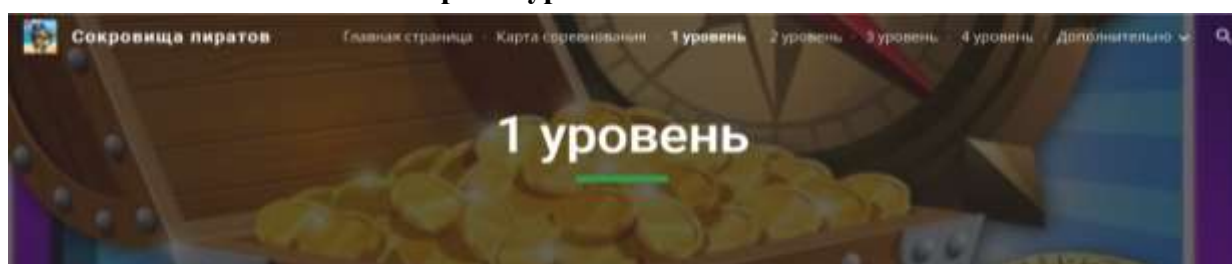 Сокровища пиратов Главная страница Карта соревнования 1 уровень 2 уровень 3 уровень 4 уровень Дополнительно
1 уровень